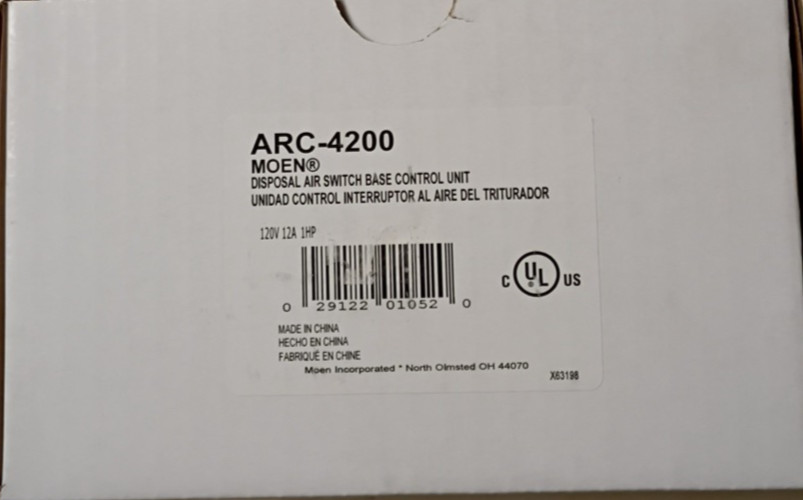 ARC-4200
MOEN®
DISPOSAL AIR SWITCH BASE CONTROL UNIT
UNIDAD CONTROL INTERRUPTOR AL AIRE DEL TRITURADOR
120V 12A 1HP
0 29122 01052 0
C UL US
MADE IN CHINA
HECHO EN CHINA
FABRIQUÉ EN CHINE
Moen Incorporated * North Olmsted OH 44070
X63198